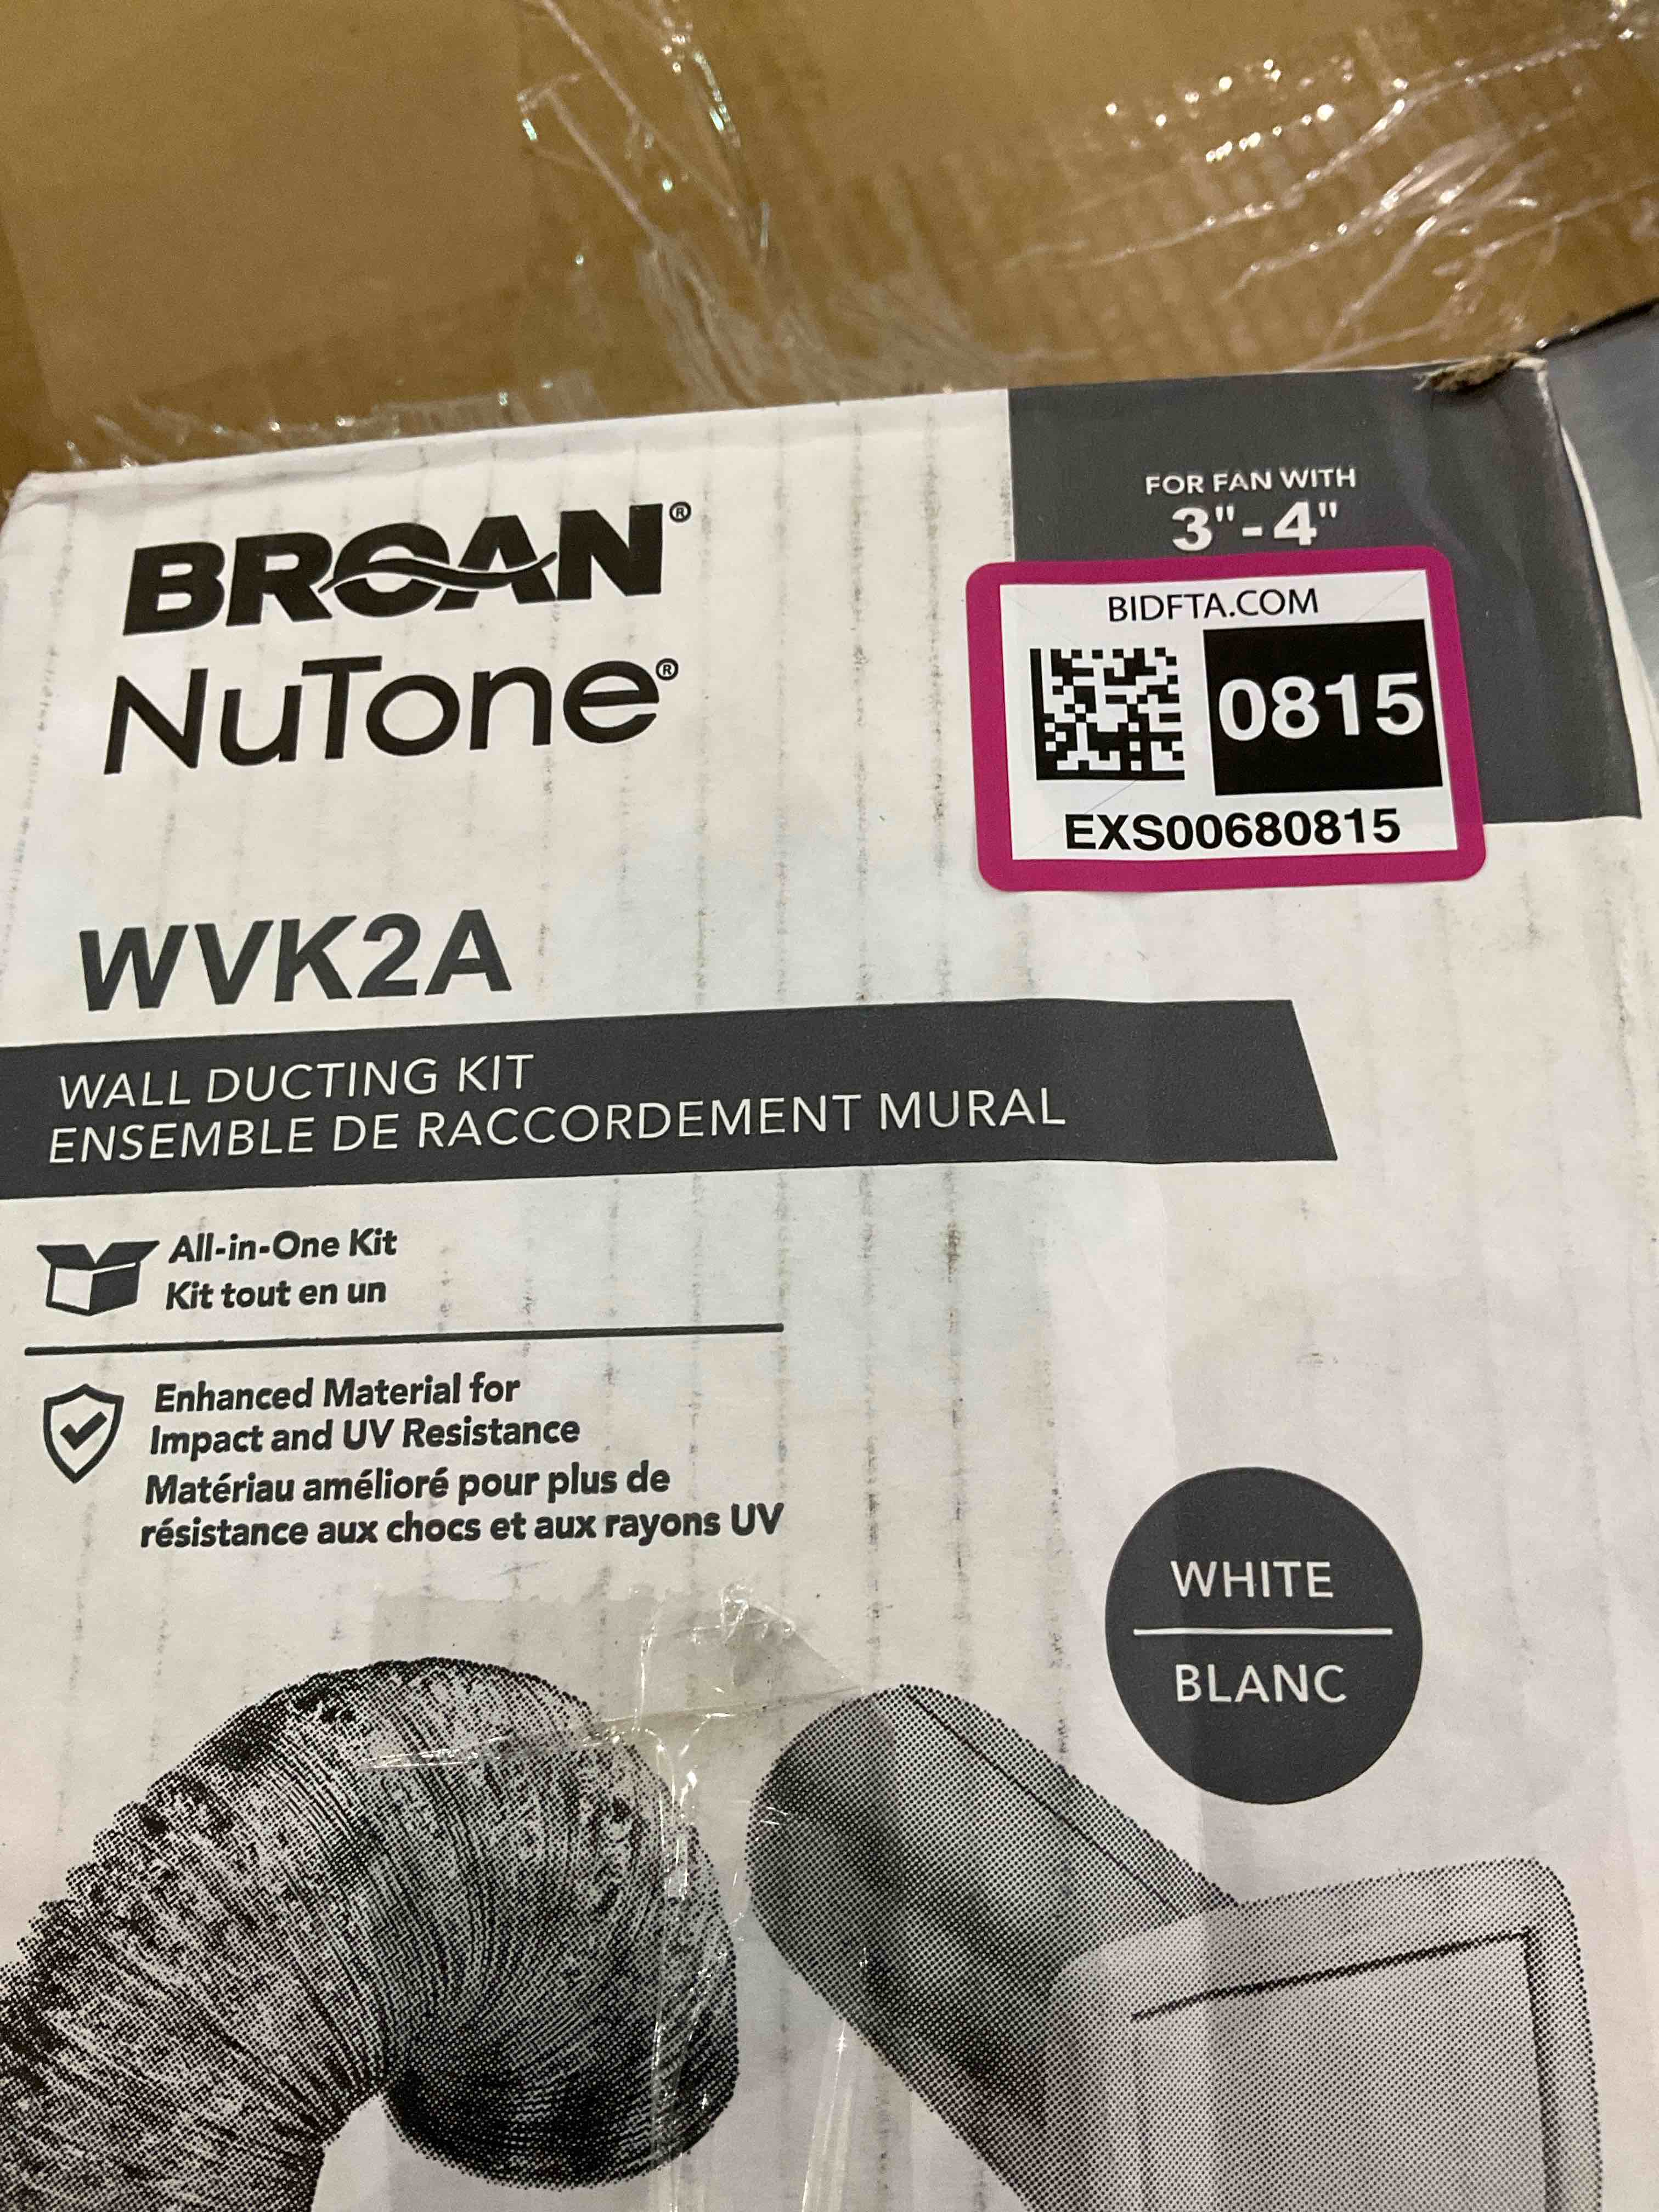 BROAN®
NuTone®
FOR FAN WITH
3"-4"
BIDFTA.COM
0815
EXS00680815
WVK2A
WALL DUCTING KIT
ENSEMBLE DE RACCORDEMENT MURAL
All-in-One Kit
Kit tout en un
Enhanced Material for
Impact and UV Resistance
Matériau amélioré pour plus de
résistance aux chocs et aux rayons UV
WHITE
BLANC